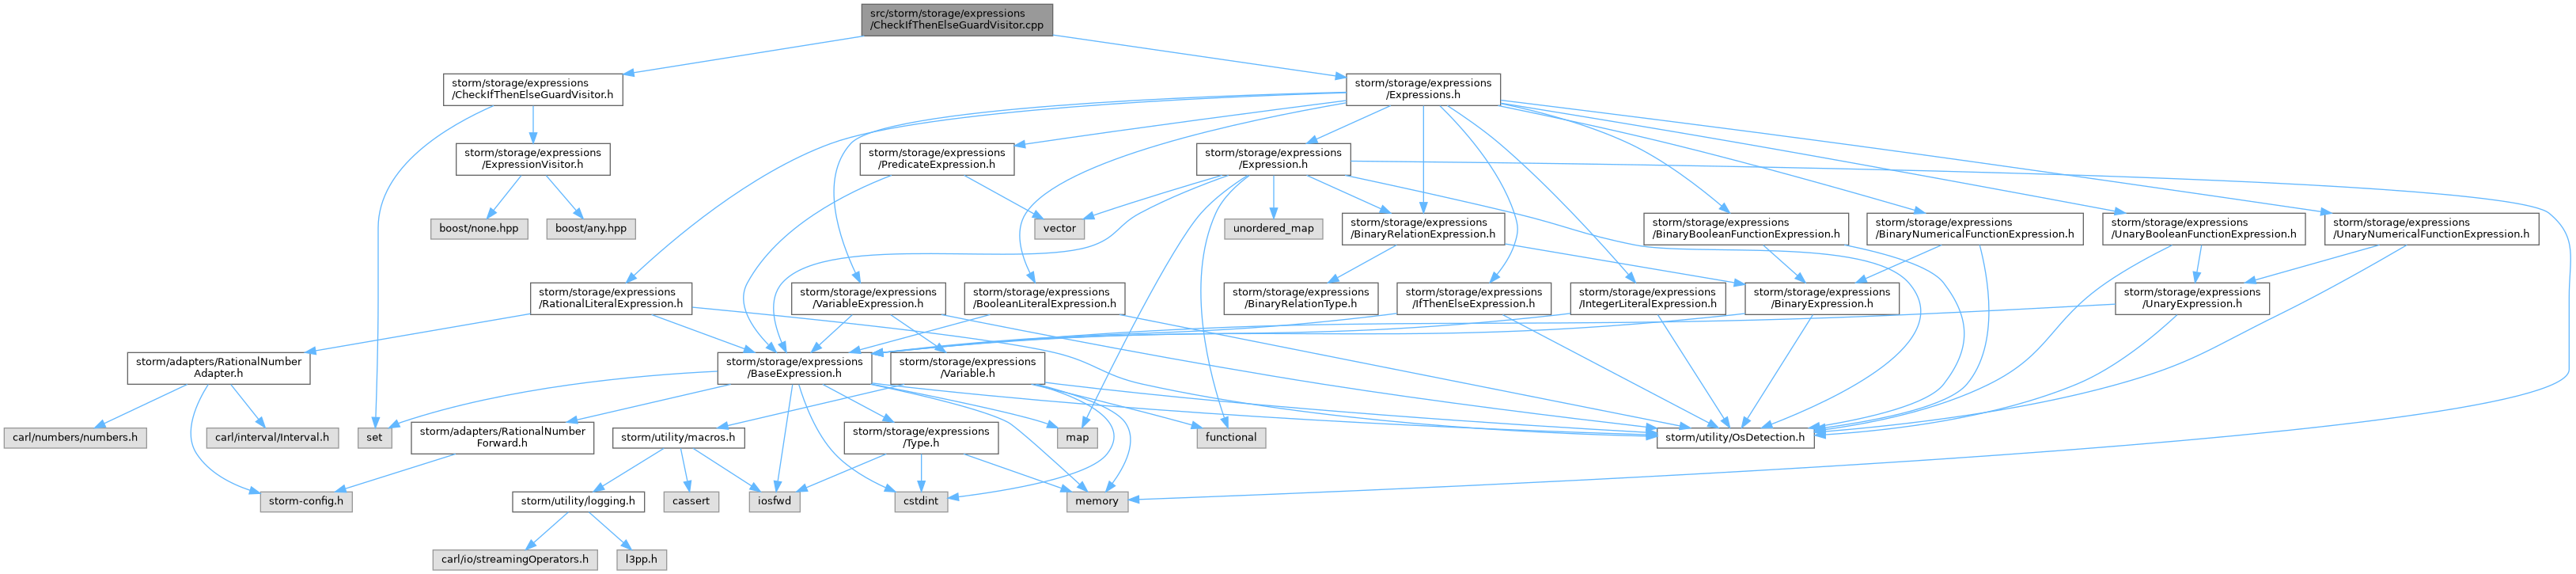 src/storm/storage/expressions
/CheckIfThenElseGuardVisitor.cpp
storm/storage/expressions
/CheckIfThenElseGuardVisitor.h
storm/storage/expressions
/Expressions.h
storm/storage/expressions
/ExpressionVisitor.h
storm/storage/expressions
/PredicateExpression.h
storm/storage/expressions
/Expression.h
boost/none.hpp
boost/any.hpp
vector
unordered_map
storm/storage/expressions
/BinaryRelationExpression.h
storm/storage/expressions
/BinaryBooleanFunctionExpression.h
storm/storage/expressions
/BinaryNumericalFunctionExpression.h
storm/storage/expressions
/UnaryBooleanFunctionExpression.h
storm/storage/expressions
/UnaryNumericalFunctionExpression.h
storm/storage/expressions
/RationalLiteralExpression.h
storm/storage/expressions
/VariableExpression.h
storm/storage/expressions
/BooleanLiteralExpression.h
storm/storage/expressions
/BinaryRelationType.h
storm/storage/expressions
/IfThenElseExpression.h
storm/storage/expressions
/IntegerLiteralExpression.h
storm/storage/expressions
/BinaryExpression.h
storm/storage/expressions
/UnaryExpression.h
storm/adapters/RationalNumber
Adapter.h
storm/storage/expressions
/BaseExpression.h
storm/storage/expressions
/Variable.h
carl/numbers/numbers.h
carl/interval/Interval.h
set
storm/adapters/RationalNumber
Forward.h
storm/utility/macros.h
storm/storage/expressions
/Type.h
map
functional
storm/utility/OsDetection.h
storm-config.h
storm/utility/logging.h
cassert
iosfwd
cstdint
memory
carl/io/streamingOperators.h
l3pp.h